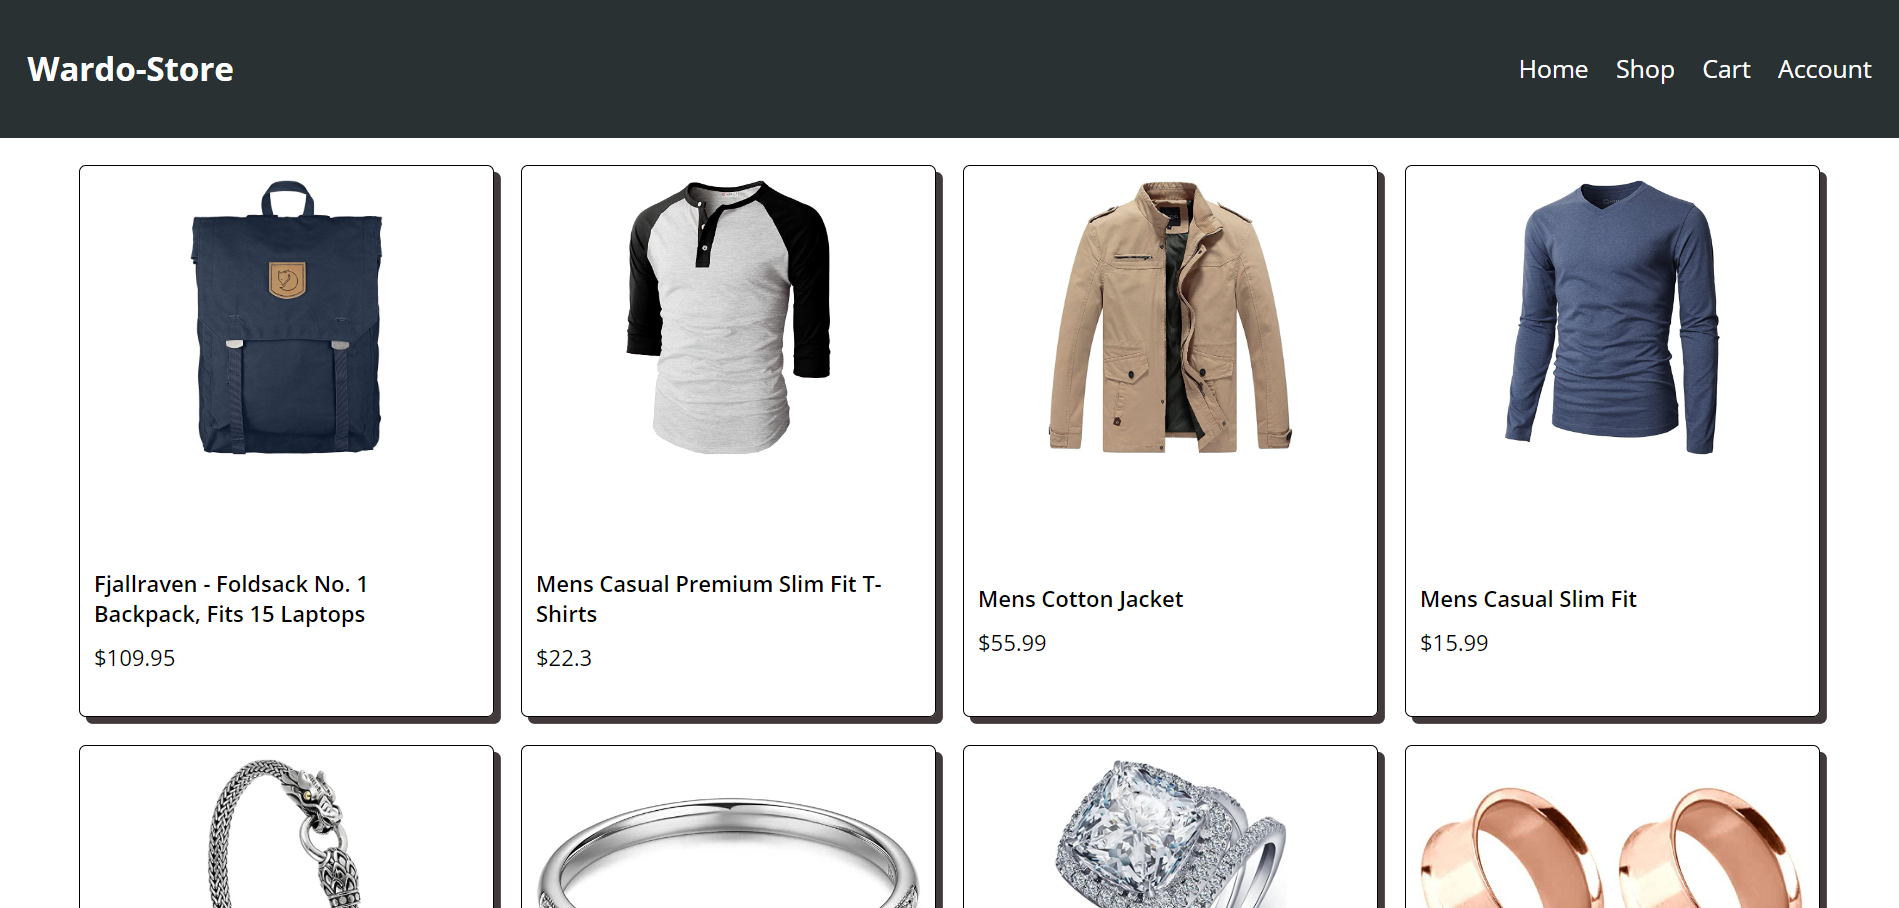 Wardo-Store
Home Shop Cart Account
Fjallraven - Foldsack No. 1
Backpack, Fits 15 Laptops
$109.95
Mens Casual Premium Slim Fit T-
Shirts
$22.3
Mens Cotton Jacket
$55.99
Mens Casual Slim Fit
$15.99